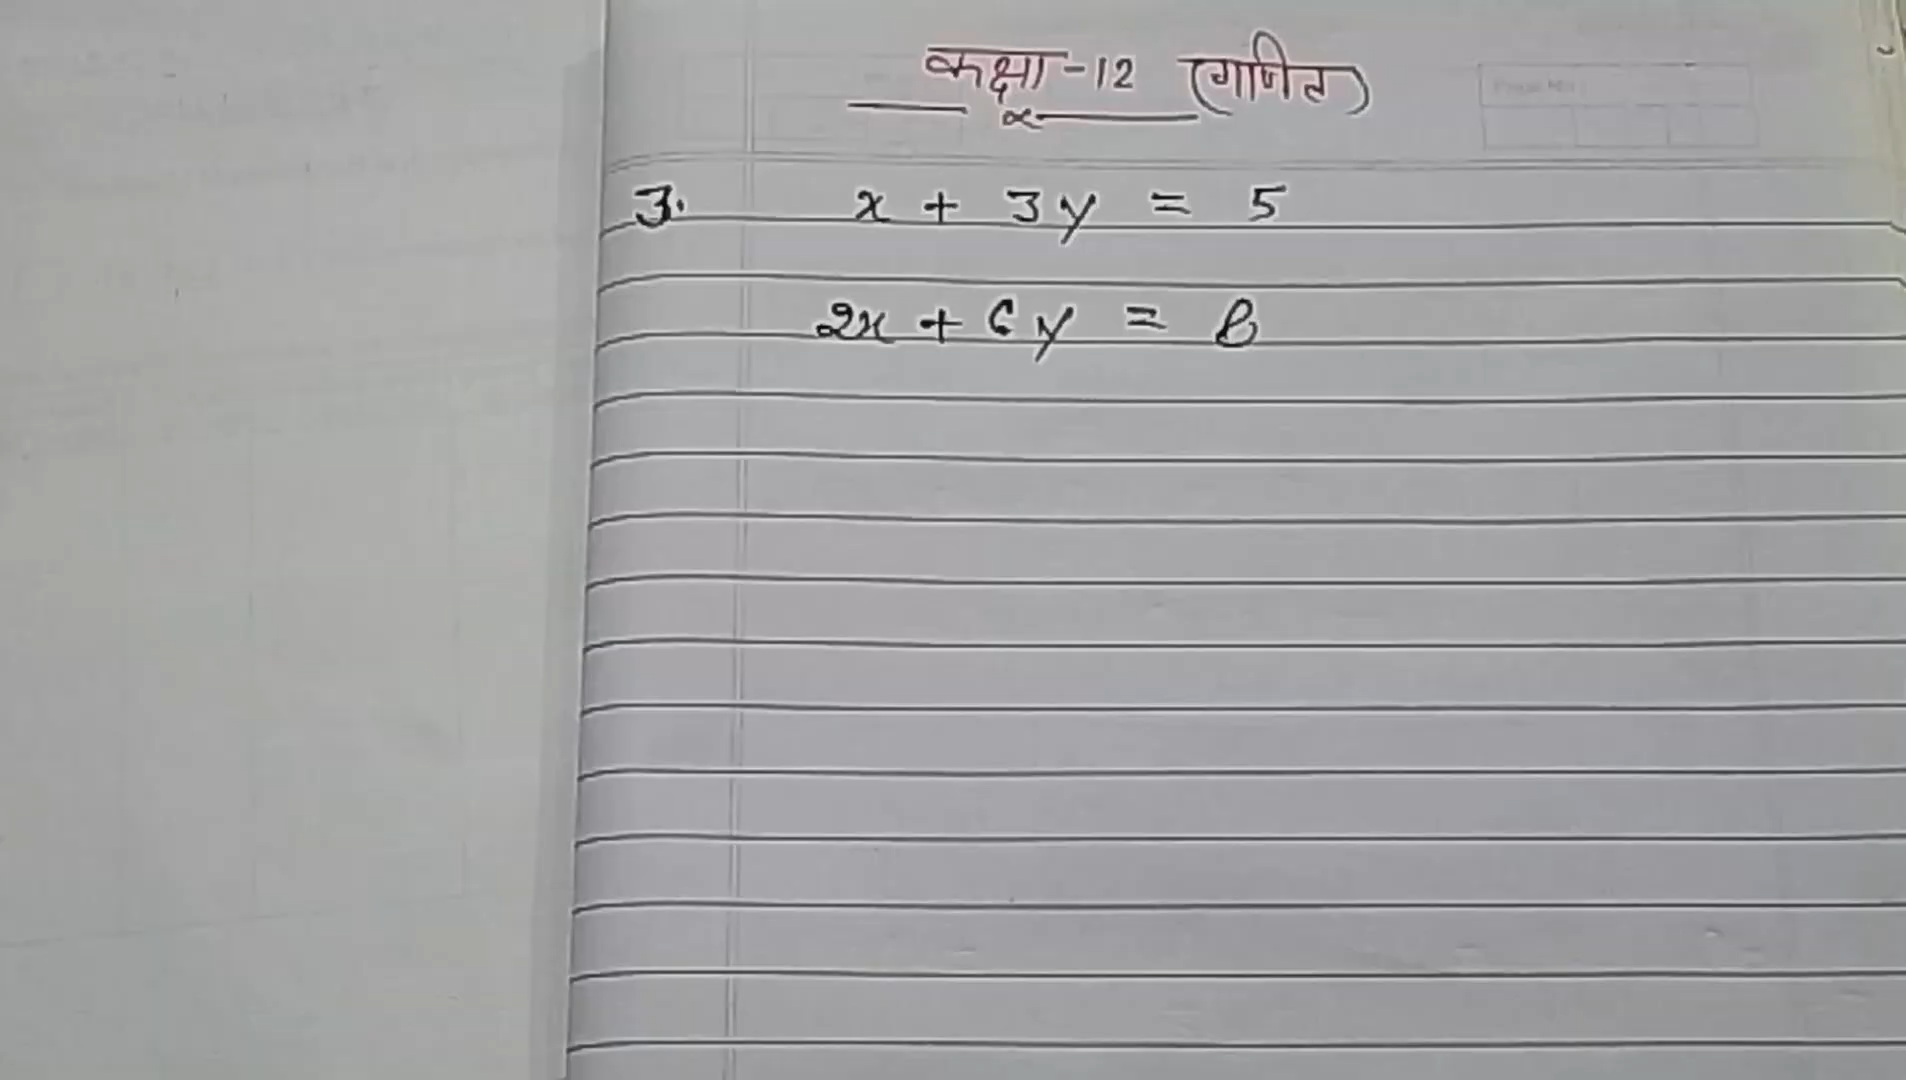 कक्षा-12 (गणित)
3. x + 3y = 5
2x + 6y = 8